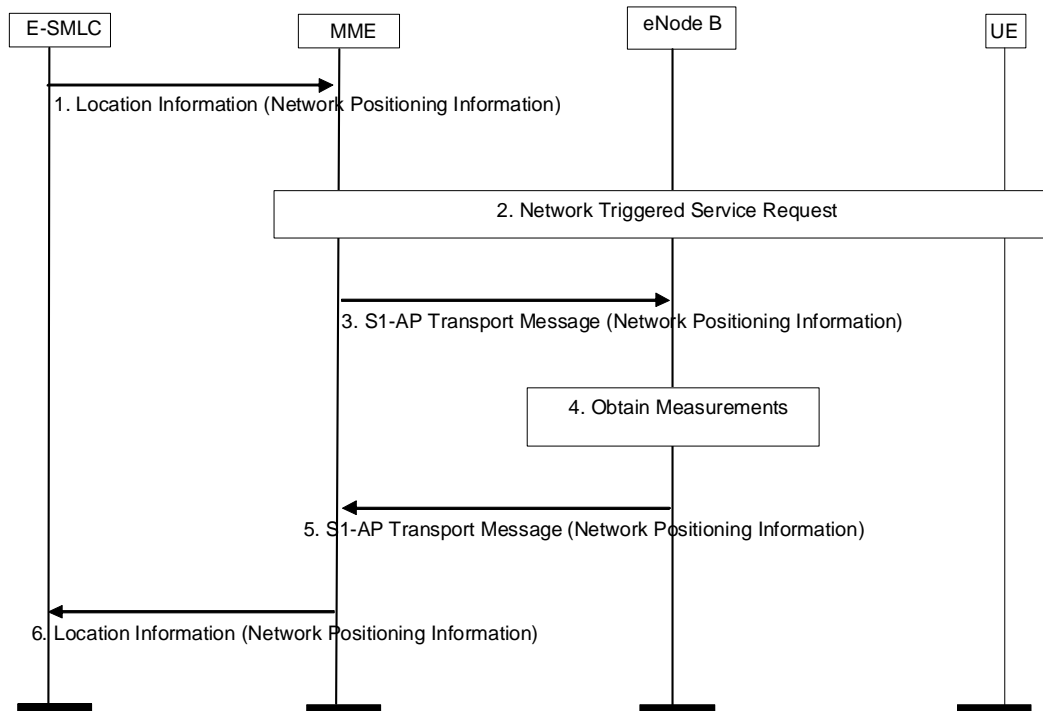 E-SMLC
MME
eNode B
UE
1. Location Information (Network Positioning Information)
2. Network Triggered Service Request
3. S1-AP Transport Message (Network Positioning Information)
4. Obtain Measurements
5. S1-AP Transport Message (Network Positioning Information)
6. Location Information (Network Positioning Information)